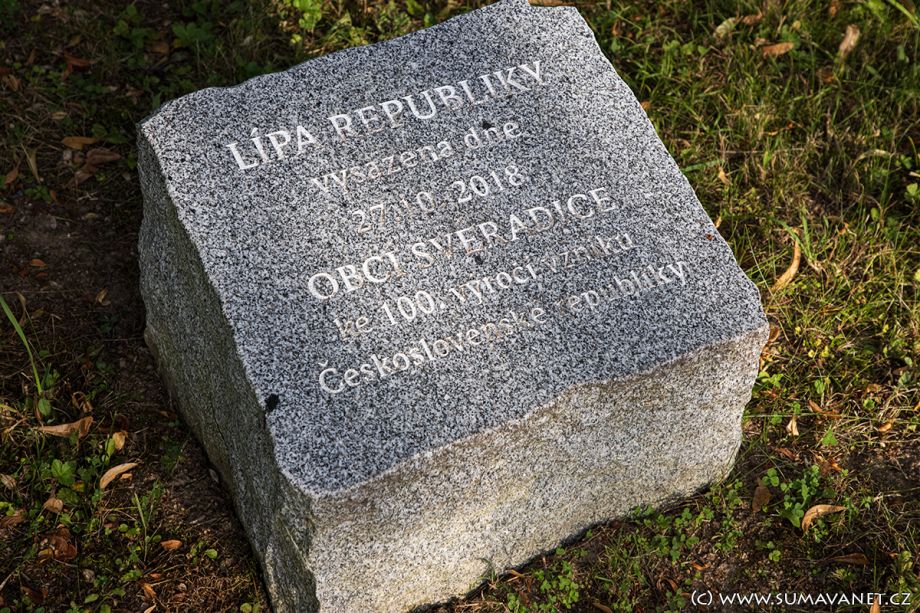 LÍPA REPUBLIKY
vysazena dne
27.10. 2018
OBCÍ SVÉRADICE
ke 100. výročí vzniku
Československé republiky
(c) WWW.SUMAVANET.CZ